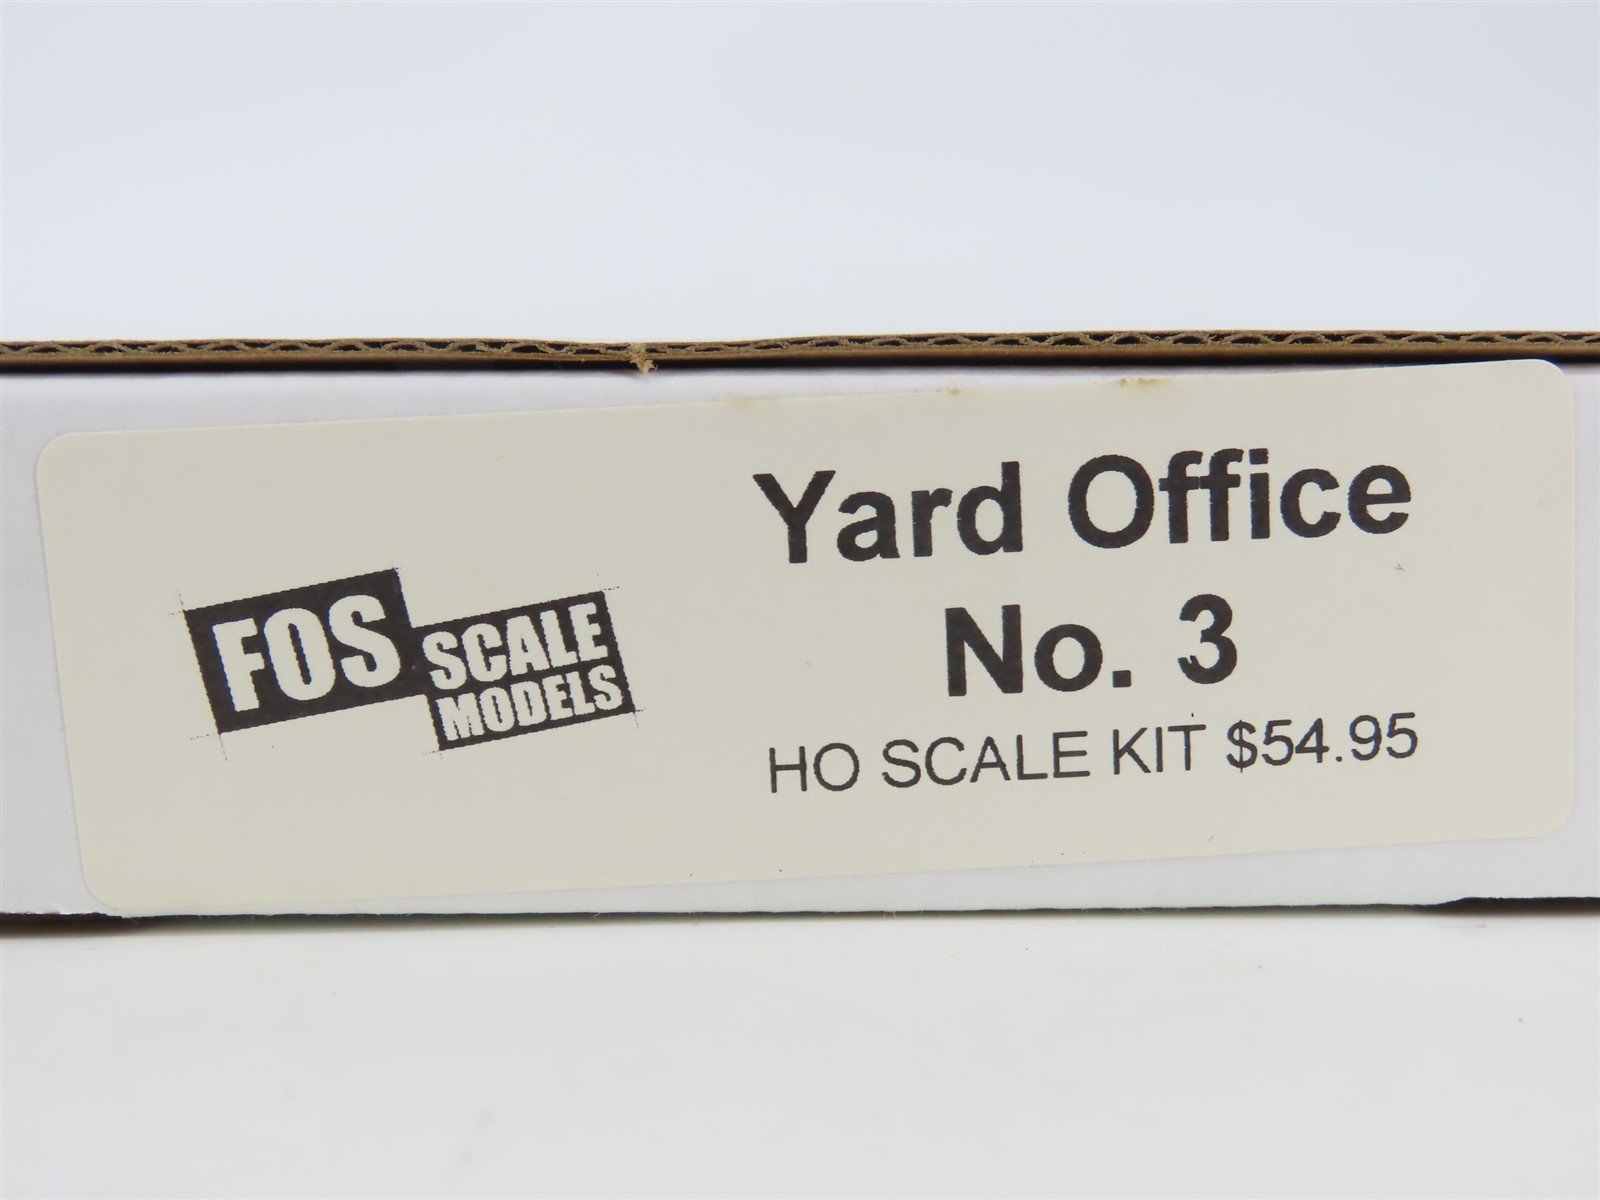 FOS
SCALE
MODELS
Yard Office
No. 3
HO SCALE KIT $54.95